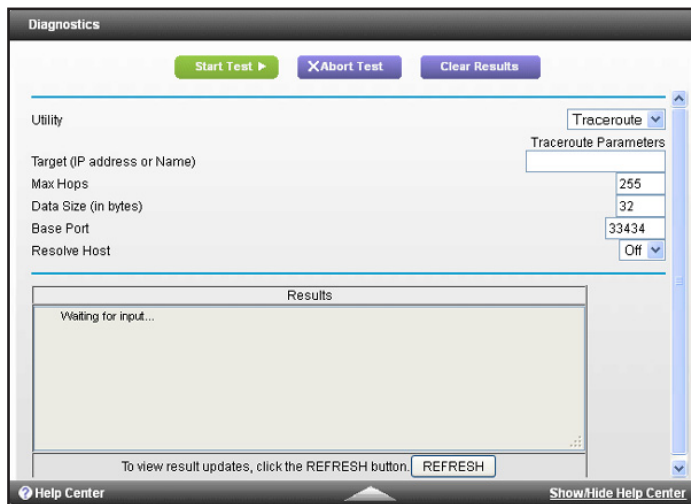 Diagnostics
Start Test
XAbort Test
Clear Results
Utility
Traceroute
Traceroute Parameters
Target (IP address or Name)
Max Hops
255
Data Size (in bytes)
32
Base Port
33434
Resolve Host
Off
Results
Waiting for input...
To view result updates, click the REFRESH button.
REFRESH
? Help Center
Show/Hide Help Center